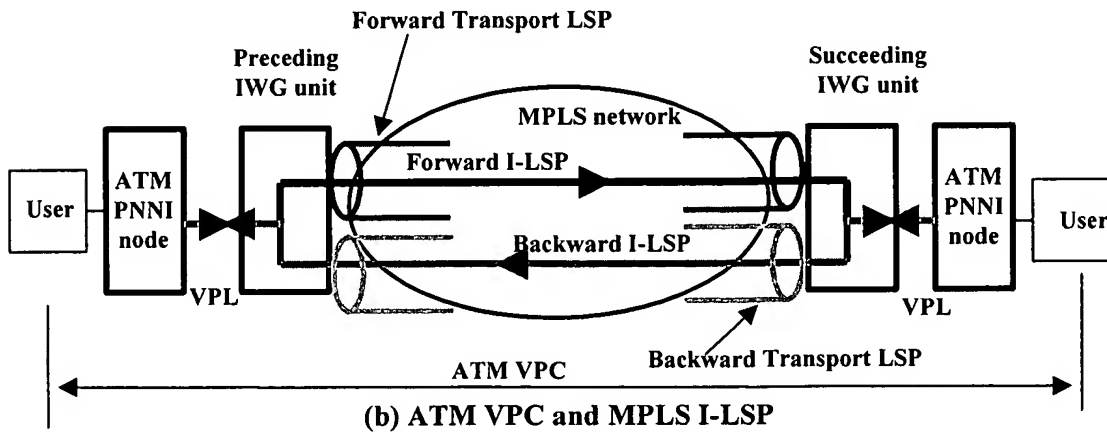 Forward Transport LSP
Preceding
IWG unit
Succeeding
IWG unit
MPLS network
Forward I-LSP
User
ATM
PNNI
node
ATM
PNNI
node
User
Backward I-LSP
VPL
VPL
Backward Transport LSP
ATM VPC
(b) ATM VPC and MPLS I-LSP